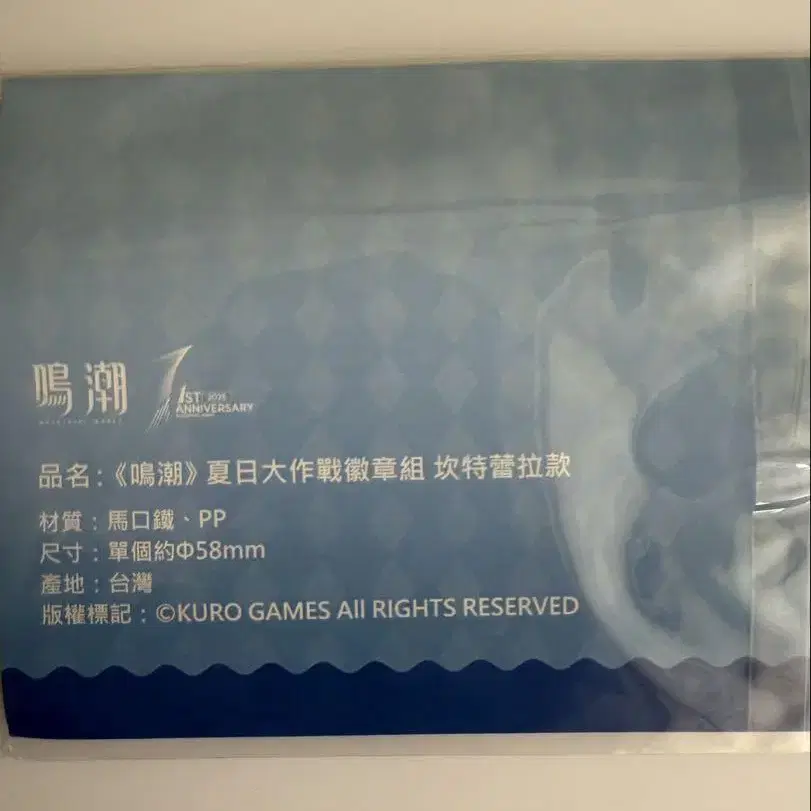 鳴潮
1ST 2025
ANNIVERSARY
品名:《鳴潮》夏日大作戰徽章組 坎特蕾拉款
材質:馬口鐵、PP
尺寸:單個約Φ58mm
產地:台灣
版權標記:©KURO GAMES All RIGHTS RESERVED